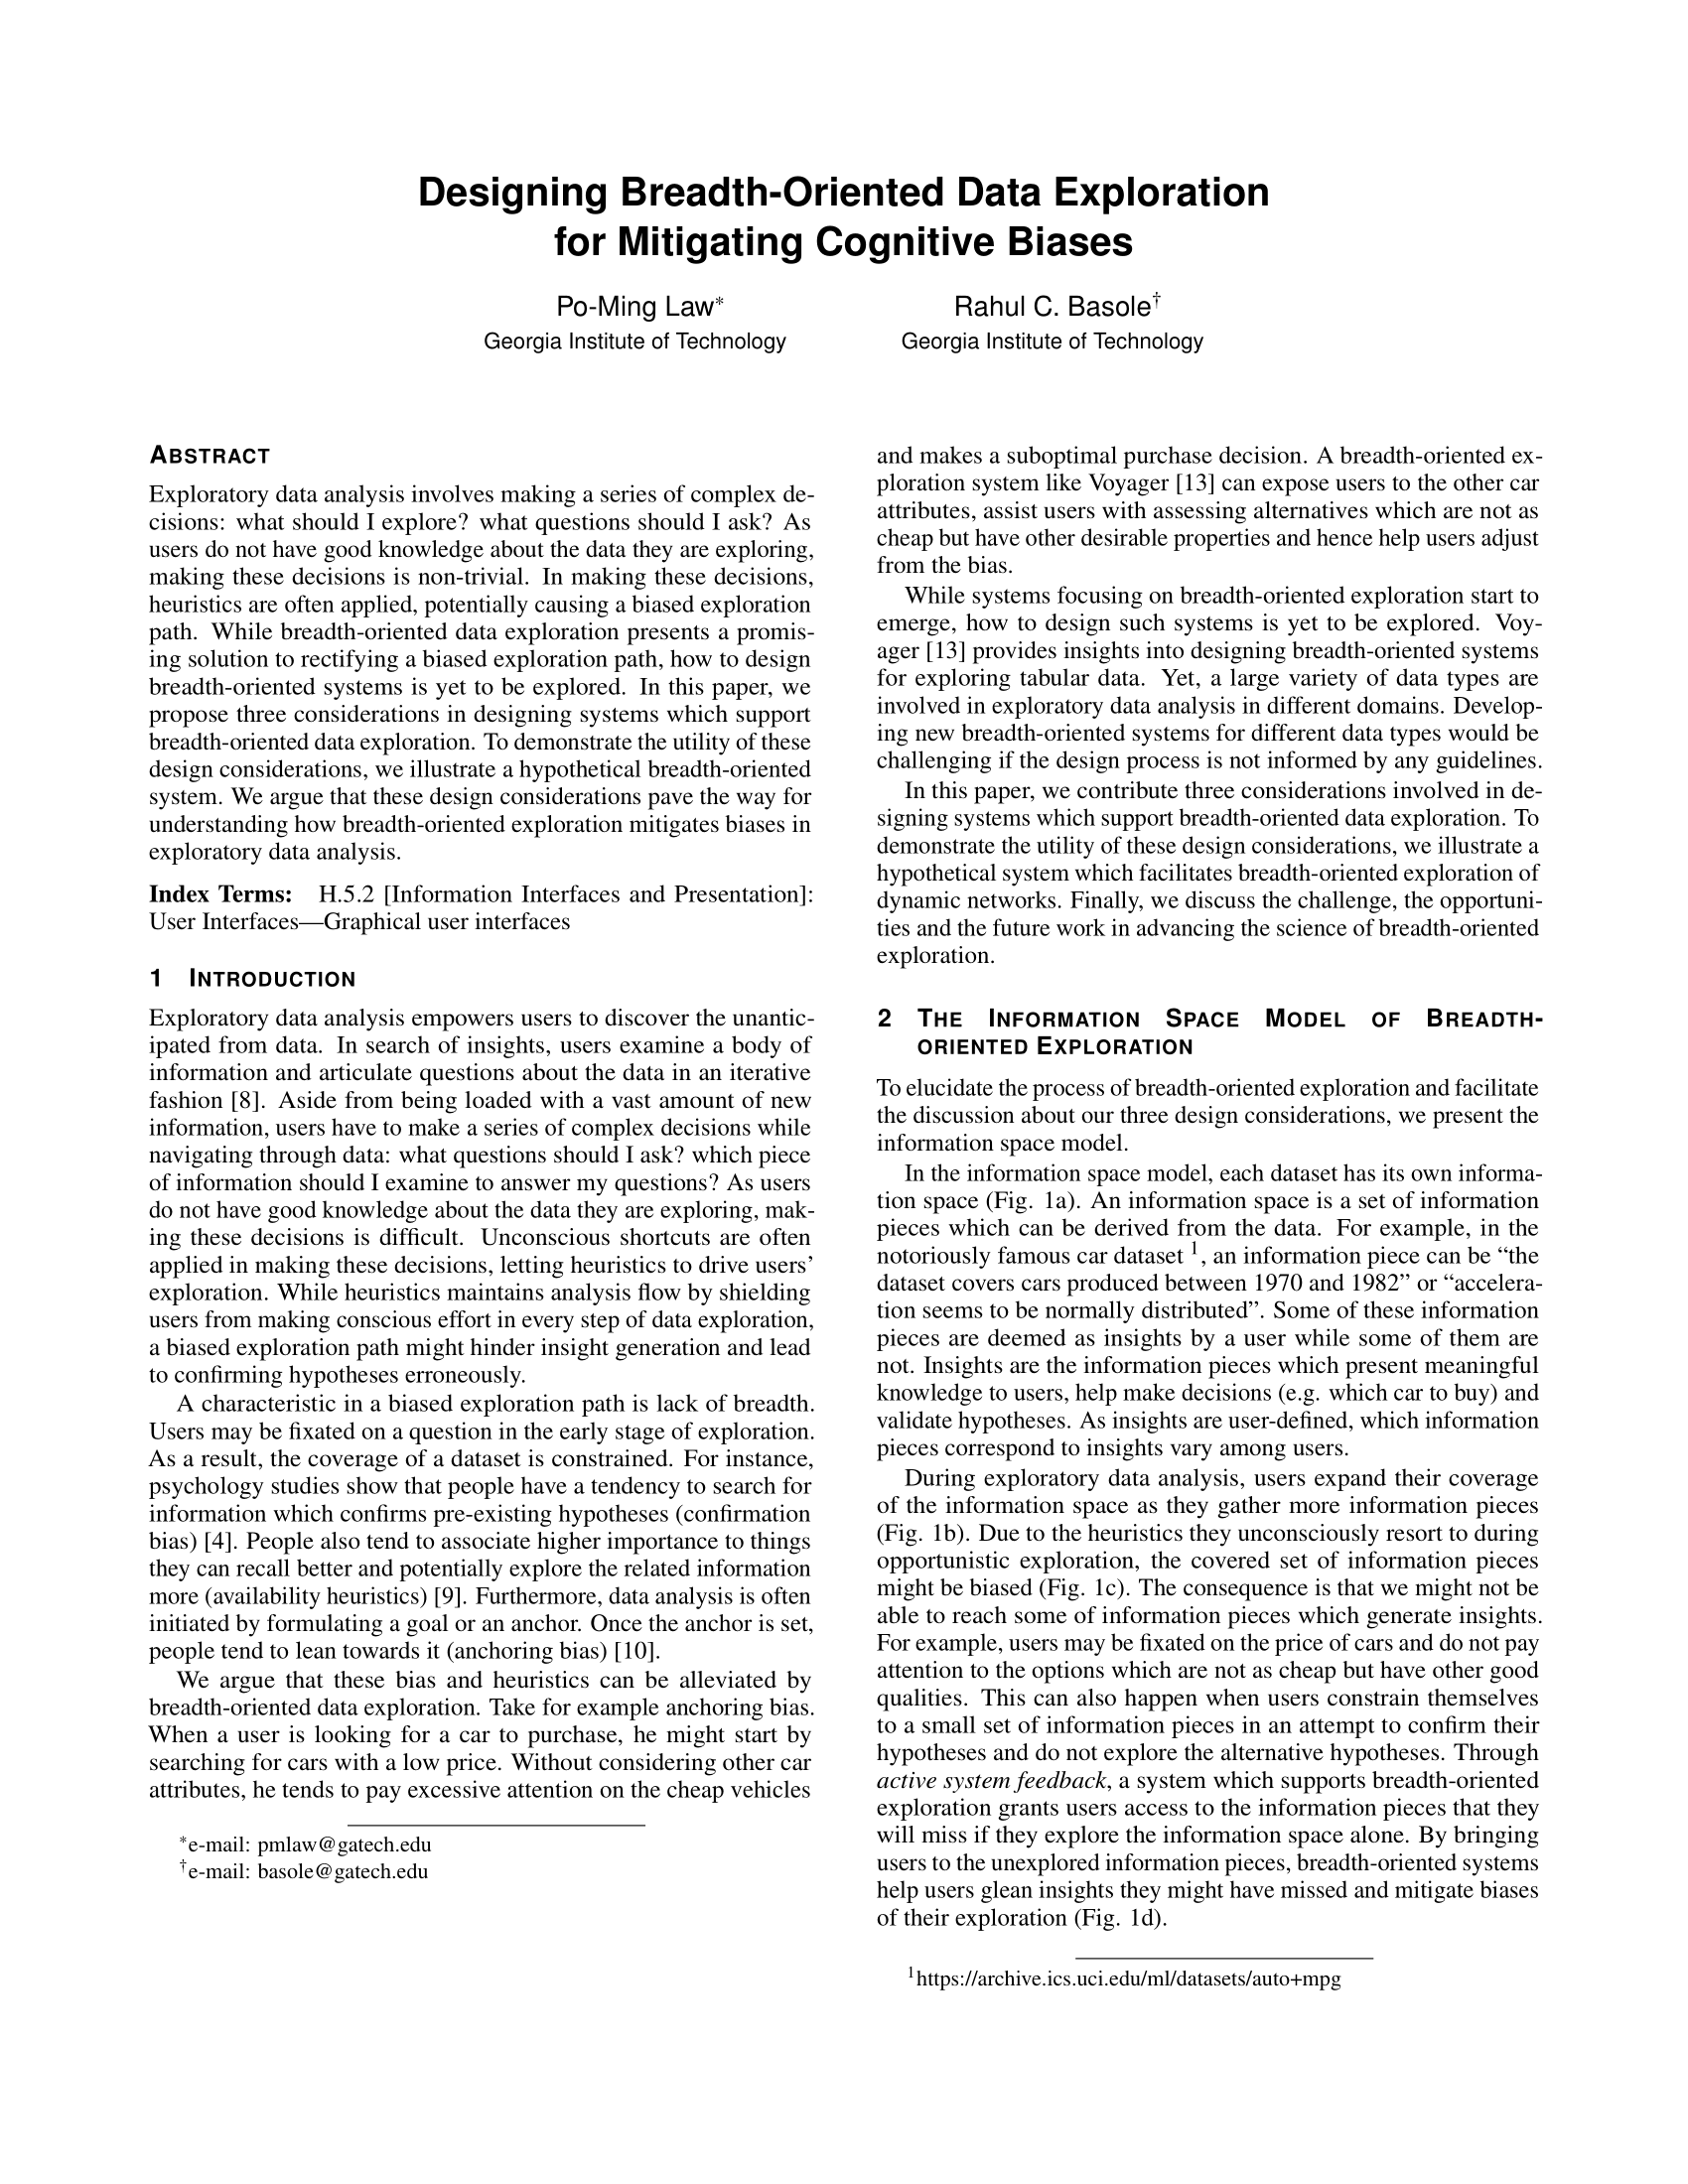 Designing Breadth-Oriented Data Exploration
for Mitigating Cognitive Biases
Po-Ming Law*
Georgia Institute of Technology
Rahul C. Basole†
Georgia Institute of Technology
ABSTRACT
Exploratory data analysis involves making a series of complex de-
cisions: what should I explore? what questions should I ask? As
users do not have good knowledge about the data they are exploring,
making these decisions is non-trivial. In making these decisions,
heuristics are often applied, potentially causing a biased exploration
path. While breadth-oriented data exploration presents a promis-
ing solution to rectifying a biased exploration path, how to design
breadth-oriented systems is yet to be explored. In this paper, we
propose three considerations in designing systems which support
breadth-oriented data exploration. To demonstrate the utility of these
design considerations, we illustrate a hypothetical breadth-oriented
system. We argue that these design considerations pave the way for
understanding how breadth-oriented exploration mitigates biases in
exploratory data analysis.
Index Terms: H.5.2 [Information Interfaces and Presentation]:
User Interfaces—Graphical user interfaces
1 INTRODUCTION
Exploratory data analysis empowers users to discover the unantic-
ipated from data. In search of insights, users examine a body of
information and articulate questions about the data in an iterative
fashion [8]. Aside from being loaded with a vast amount of new
information, users have to make a series of complex decisions while
navigating through data: what questions should I ask? which piece
of information should I examine to answer my questions? As users
do not have good knowledge about the data they are exploring, mak-
ing these decisions is difficult. Unconscious shortcuts are often
applied in making these decisions, letting heuristics to drive users'
exploration. While heuristics maintains analysis flow by shielding
users from making conscious effort in every step of data exploration,
a biased exploration path might hinder insight generation and lead
to confirming hypotheses erroneously.
A characteristic in a biased exploration path is lack of breadth.
Users may be fixated on a question in the early stage of exploration.
As a result, the coverage of a dataset is constrained. For instance,
psychology studies show that people have a tendency to search for
information which confirms pre-existing hypotheses (confirmation
bias) [4]. People also tend to associate higher importance to things
they can recall better and potentially explore the related information
more (availability heuristics) [9]. Furthermore, data analysis is often
initiated by formulating a goal or an anchor. Once the anchor is set,
people tend to lean towards it (anchoring bias) [10].
We argue that these bias and heuristics can be alleviated by
breadth-oriented data exploration. Take for example anchoring bias.
When a user is looking for a car to purchase, he might start by
searching for cars with a low price. Without considering other car
attributes, he tends to pay excessive attention on the cheap vehicles
*e-mail: pmlaw@gatech.edu
†e-mail: basole@gatech.edu
and makes a suboptimal purchase decision. A breadth-oriented ex-
ploration system like Voyager [13] can expose users to the other car
attributes, assist users with assessing alternatives which are not as
cheap but have other desirable properties and hence help users adjust
from the bias.
While systems focusing on breadth-oriented exploration start to
emerge, how to design such systems is yet to be explored. Voy-
ager [13] provides insights into designing breadth-oriented systems
for exploring tabular data. Yet, a large variety of data types are
involved in exploratory data analysis in different domains. Develop-
ing new breadth-oriented systems for different data types would be
challenging if the design process is not informed by any guidelines.
In this paper, we contribute three considerations involved in de-
signing systems which support breadth-oriented data exploration. To
demonstrate the utility of these design considerations, we illustrate a
hypothetical system which facilitates breadth-oriented exploration of
dynamic networks. Finally, we discuss the challenge, the opportuni-
ties and the future work in advancing the science of breadth-oriented
exploration.
2 THE INFORMATION SPACE MODEL OF BREADTH-
ORIENTED EXPLORATION
To elucidate the process of breadth-oriented exploration and facilitate
the discussion about our three design considerations, we present the
information space model.
In the information space model, each dataset has its own informa-
tion space (Fig. 1a). An information space is a set of information
pieces which can be derived from the data. For example, in the
notoriously famous car dataset 1, an information piece can be “the
dataset covers cars produced between 1970 and 1982” or “accelera-
tion seems to be normally distributed”. Some of these information
pieces are deemed as insights by a user while some of them are
not. Insights are the information pieces which present meaningful
knowledge to users, help make decisions (e.g. which car to buy) and
validate hypotheses. As insights are user-defined, which information
pieces correspond to insights vary among users.
During exploratory data analysis, users expand their coverage
of the information space as they gather more information pieces
(Fig. 1b). Due to the heuristics they unconsciously resort to during
opportunistic exploration, the covered set of information pieces
might be biased (Fig. 1c). The consequence is that we might not be
able to reach some of information pieces which generate insights.
For example, users may be fixated on the price of cars and do not pay
attention to the options which are not as cheap but have other good
qualities. This can also happen when users constrain themselves
to a small set of information pieces in an attempt to confirm their
hypotheses and do not explore the alternative hypotheses. Through
active system feedback, a system which supports breadth-oriented
exploration grants users access to the information pieces that they
will miss if they explore the information space alone. By bringing
users to the unexplored information pieces, breadth-oriented systems
help users glean insights they might have missed and mitigate biases
of their exploration (Fig. 1d).
1https://archive.ics.uci.edu/ml/datasets/auto+mpg